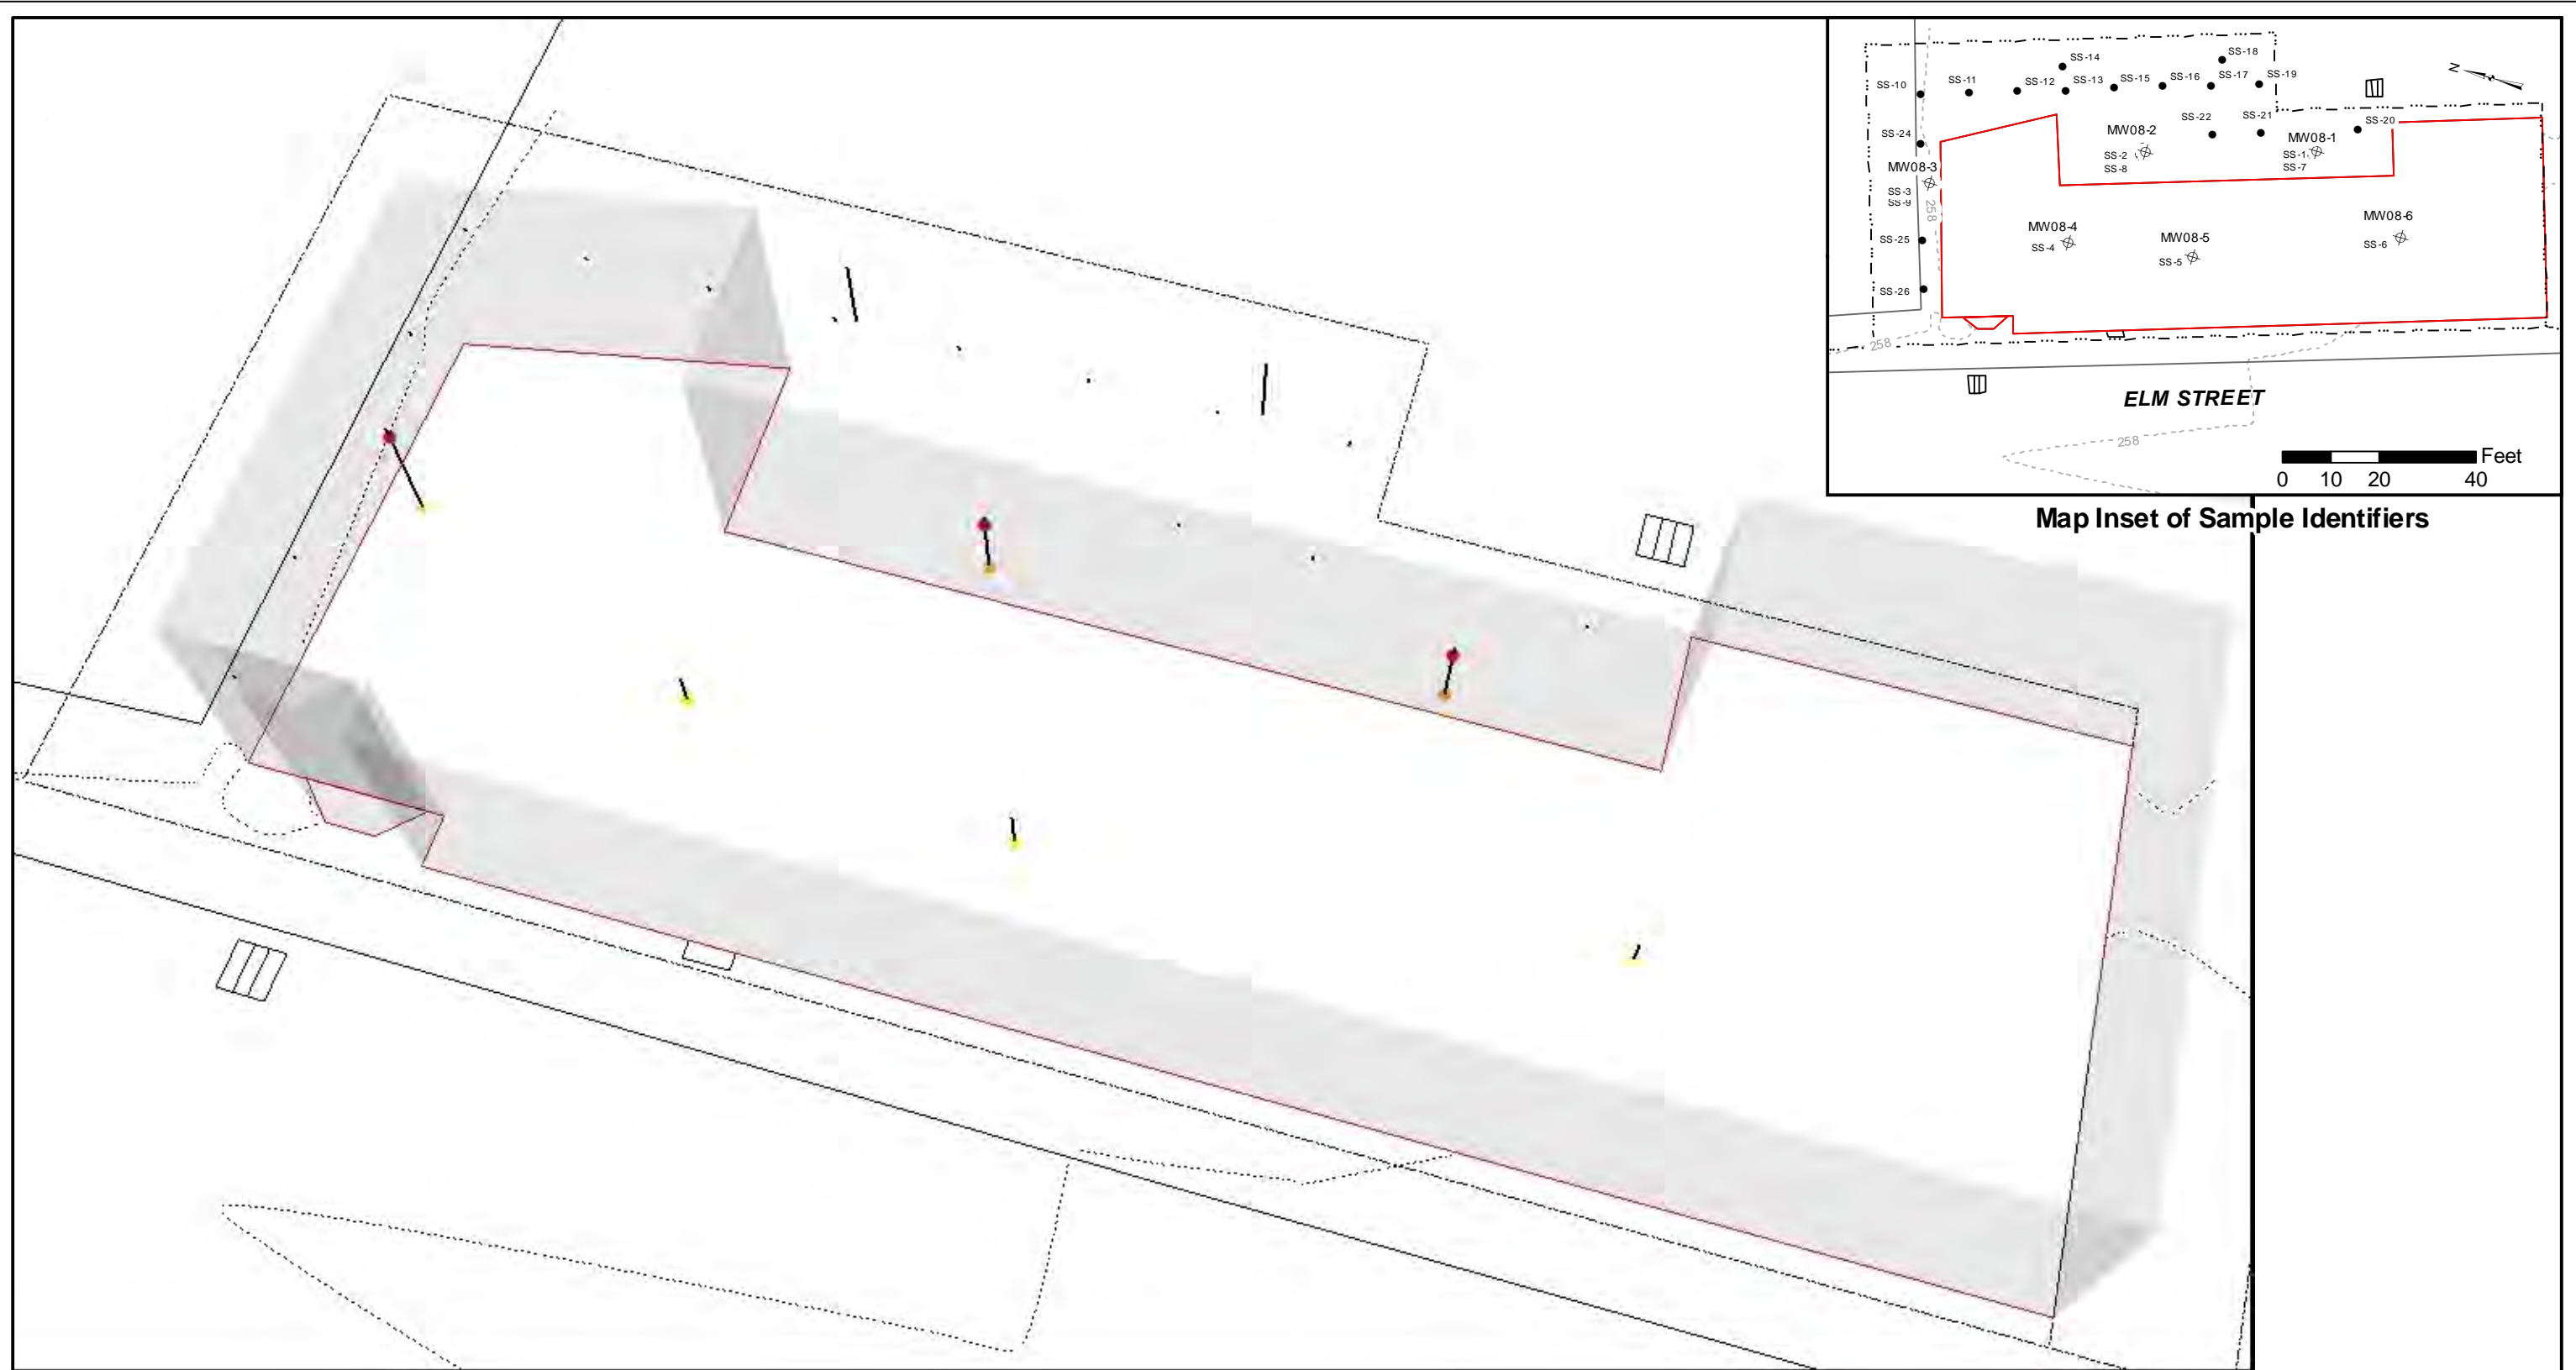 SS-18
SS-14
SS-10
SS-11
SS-12
SS-13
SS-15
SS-16
SS-17
SS-19
N
SS-22
SS-21
SS-20
SS-24
MW08-2
MW08-1
SS-2
SS-8
SS-1
SS-7
MW08-3
SS-3
SS-9
258
MW08-4
SS-4
MW08-5
SS-5
MW08-6
SS-6
SS-25
SS-26
258
ELM STREET
258
Feet
0 10 20 40
Map Inset of Sample Identifiers